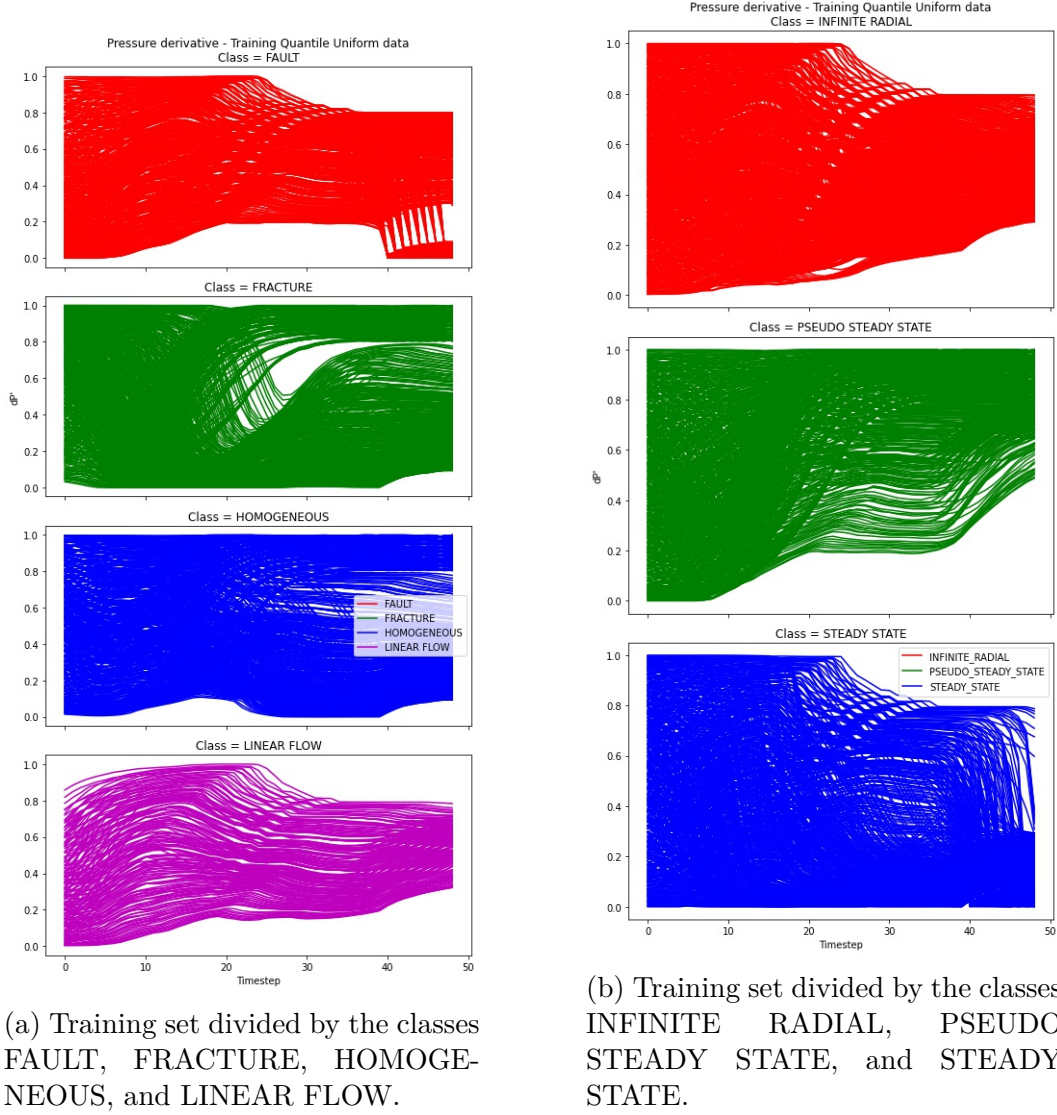 Pressure derivative - Training Quantile Uniform data
Class = FAULT
1.0
0.8
0.6
0.4
0.2
0.0
Class = FRACTURE
1.0
0.8
0.6
0.4
0.2
0.0
dP'
Class = HOMOGENEOUS
1.0
0.8
0.6
0.4
0.2
0.0
FAULT
FRACTURE
HOMOGENEOUS
LINEAR FLOW
Class = LINEAR FLOW
1.0
0.8
0.6
0.4
0.2
0.0
0 10 20 30 40 50
Timestep
(a) Training set divided by the classes
FAULT, FRACTURE, HOMOGE-
NEOUS, and LINEAR FLOW.
Pressure derivative - Training Quantile Uniform data
Class = INFINITE RADIAL
1.0
0.8
0.6
0.4
0.2
0.0
Class = PSEUDO STEADY STATE
1.0
0.8
0.6
0.4
0.2
0.0
dP'
Class = STEADY STATE
1.0
0.8
0.6
0.4
0.2
0.0
INFINITE_RADIAL
PSEUDO_STEADY_STATE
STEADY_STATE
0 10 20 30 40 50
Timestep
(b) Training set divided by the classes
INFINITE RADIAL, PSEUDO
STEADY STATE, and STEADY
STATE.